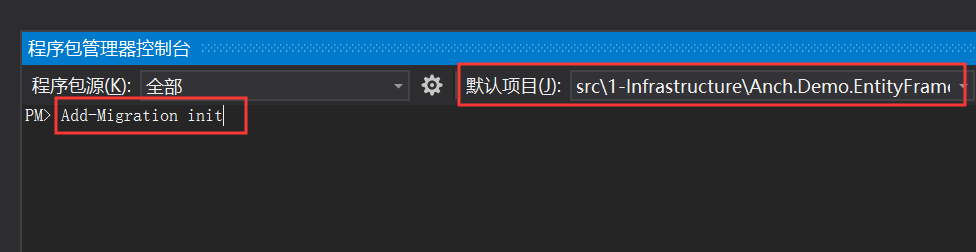 程序包管理器控制台
程序包源(K): 全部 默认项目(J): src\1-Infrastructure\Anch.Demo.EntityFrame
PM> Add-Migration init